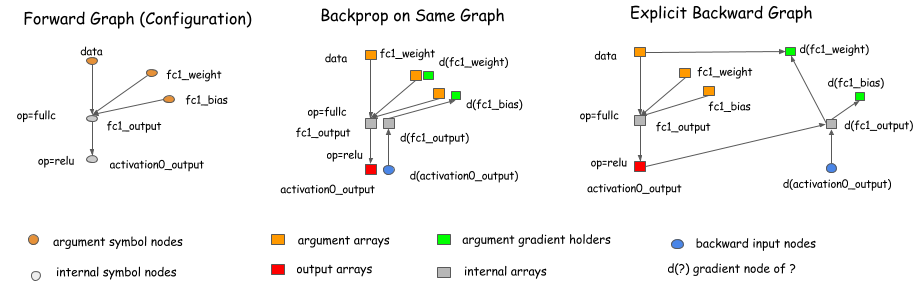 Forward Graph (Configuration)
data
fc1_weight
fc1_bias
op=fullc
fc1_output
op=relu
activation0_output
Backprop on Same Graph
data
fc1_weight
d(fc1_weight)
d(fc1_bias)
op=fullc
fc1_output
d(fc1_output)
op=relu
activation0_output
d(activation0_output)
Explicit Backward Graph
data
d(fc1_weight)
fc1_weight
d(fc1_bias)
fc1_bias
op=fullc
fc1_output
d(fc1_output)
op=relu
activation0_output
d(activation0_output)
argument symbol nodes
internal symbol nodes
argument arrays
output arrays
argument gradient holders
internal arrays
backward input nodes
d(?) gradient node of ?